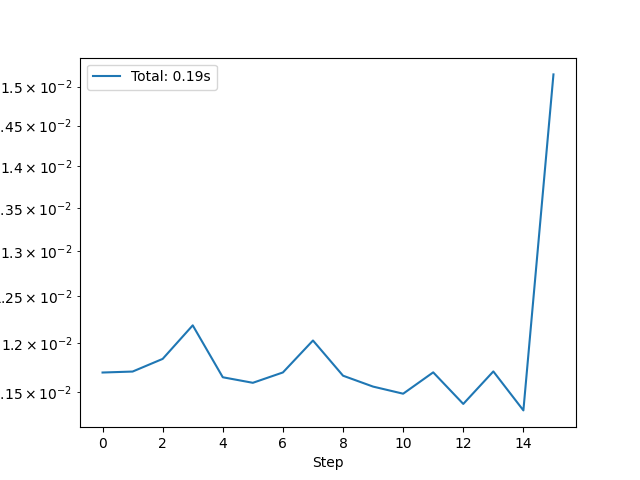 Total: 0.19s
1.5 × 10⁻²
.45 × 10⁻²
1.4 × 10⁻²
.35 × 10⁻²
1.3 × 10⁻²
.25 × 10⁻²
1.2 × 10⁻²
.15 × 10⁻²
0 2 4 6 8 10 12 14
Step